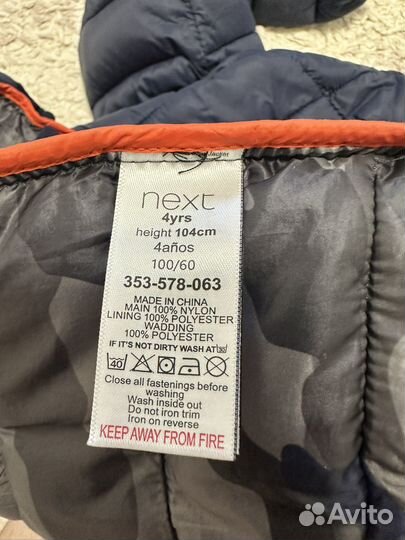 next
4yrs
height 104cm
4años
100/60
353-578-063
MADE IN CHINA
MAIN 100% NYLON
LINING 100% POLYESTER
WADDING
100% POLYESTER
IF IT'S NOT DIRTY WASH AT 30
40
Close all fastenings before
washing
Wash inside out
Do not iron trim
Iron on reverse
KEEP AWAY FROM FIRE
Avito